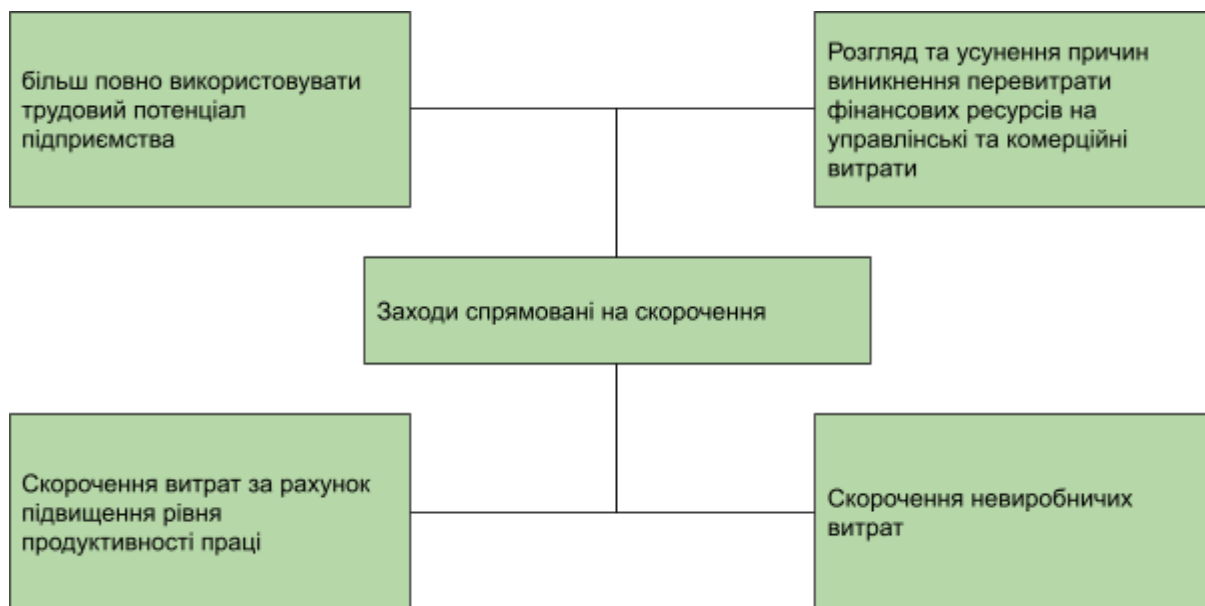 більш повно використовувати
трудовий потенціал
підприємства
Розгляд та усунення причин
виникнення перевитрати
фінансових ресурсів на
управлінські та комерційні
витрати
Заходи спрямовані на скорочення
Скорочення витрат за рахунок
підвищення рівня
продуктивності праці
Скорочення невиробничих
витрат